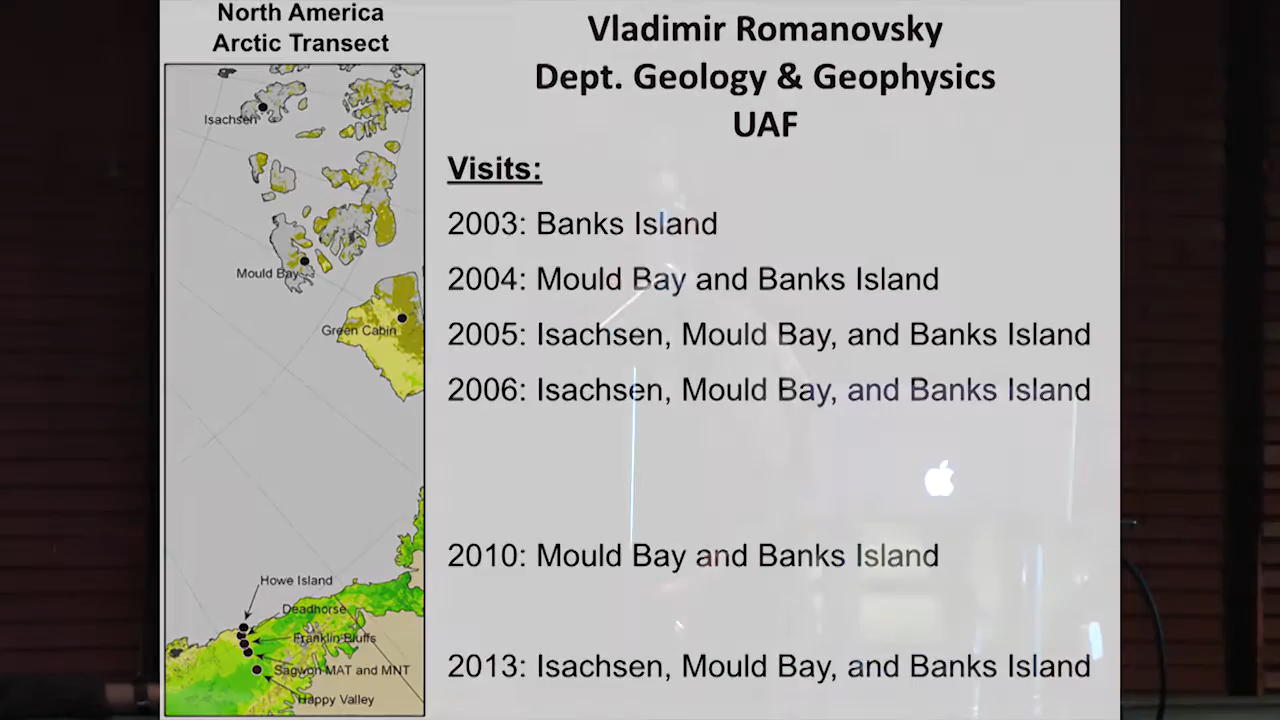 North America
Arctic Transect
Isachsen
Mould Bay
Green Cabin
Howe Island
Deadhorse
Franklin Bluffs
Sagwon MAT and MNT
Happy Valley
Vladimir Romanovsky
Dept. Geology & Geophysics
UAF
Visits:
2003: Banks Island
2004: Mould Bay and Banks Island
2005: Isachsen, Mould Bay, and Banks Island
2006: Isachsen, Mould Bay, and Banks Island
2010: Mould Bay and Banks Island
2013: Isachsen, Mould Bay, and Banks Island